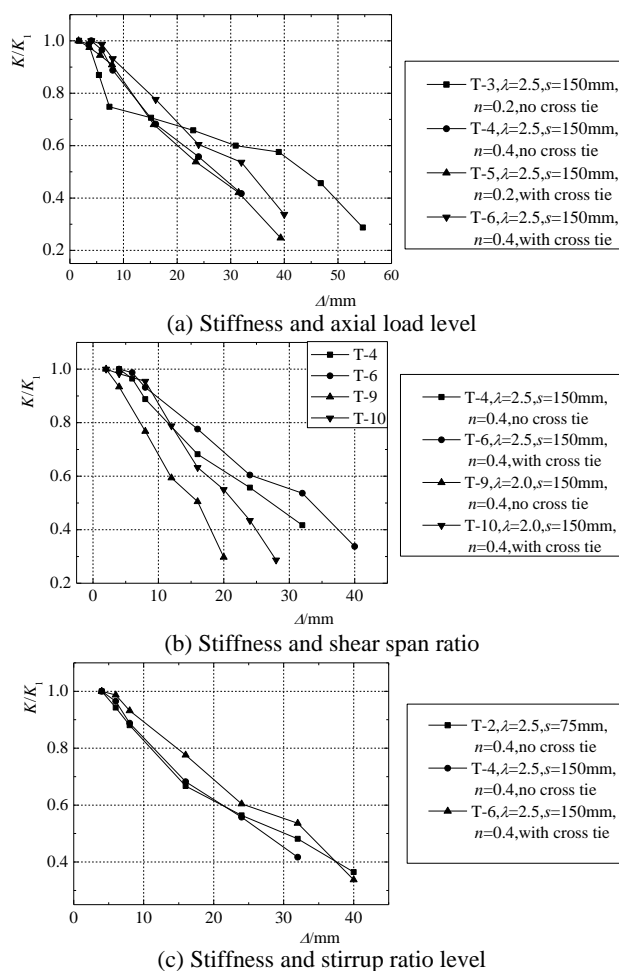 1.0
0.8
0.6
0.4
0.2
K/K1
0 10 20 30 40 50 60
Δ/mm
T-3,λ=2.5,s=150mm,
n=0.2,no cross tie
T-4,λ=2.5,s=150mm,
n=0.4,no cross tie
T-5,λ=2.5,s=150mm,
n=0.2,with cross tie
T-6,λ=2.5,s=150mm,
n=0.4,with cross tie
(a) Stiffness and axial load level
1.0
0.8
0.6
0.4
0.2
K/K1
0 10 20 30 40
Δ/mm
T-4
T-6
T-9
T-10
T-4,λ=2.5,s=150mm,
n=0.4,no cross tie
T-6,λ=2.5,s=150mm,
n=0.4,with cross tie
T-9,λ=2.0,s=150mm,
n=0.4,no cross tie
T-10,λ=2.0,s=150mm,
n=0.4,with cross tie
(b) Stiffness and shear span ratio
1.0
0.8
0.6
0.4
K/K1
0 10 20 30 40
Δ/mm
T-2,λ=2.5,s=75mm,
n=0.4,no cross tie
T-4,λ=2.5,s=150mm,
n=0.4,no cross tie
T-6,λ=2.5,s=150mm,
n=0.4,with cross tie
(c) Stiffness and stirrup ratio level